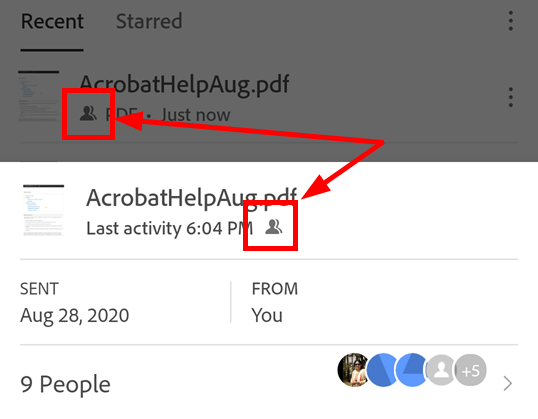 Recent Starred
AcrobatHelpAug.pdf
PDF • Just now
AcrobatHelpAug.pdf
Last activity 6:04 PM
SENT FROM
Aug 28, 2020 You
9 People +5